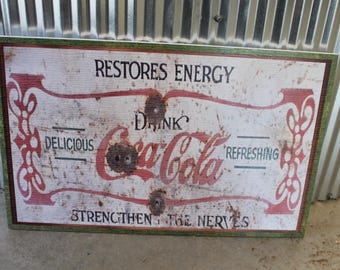 RESTORES ENERGY
DRINK
DELICIOUS Coca-Cola REFRESHING
STRENGTHENS THE NERVES